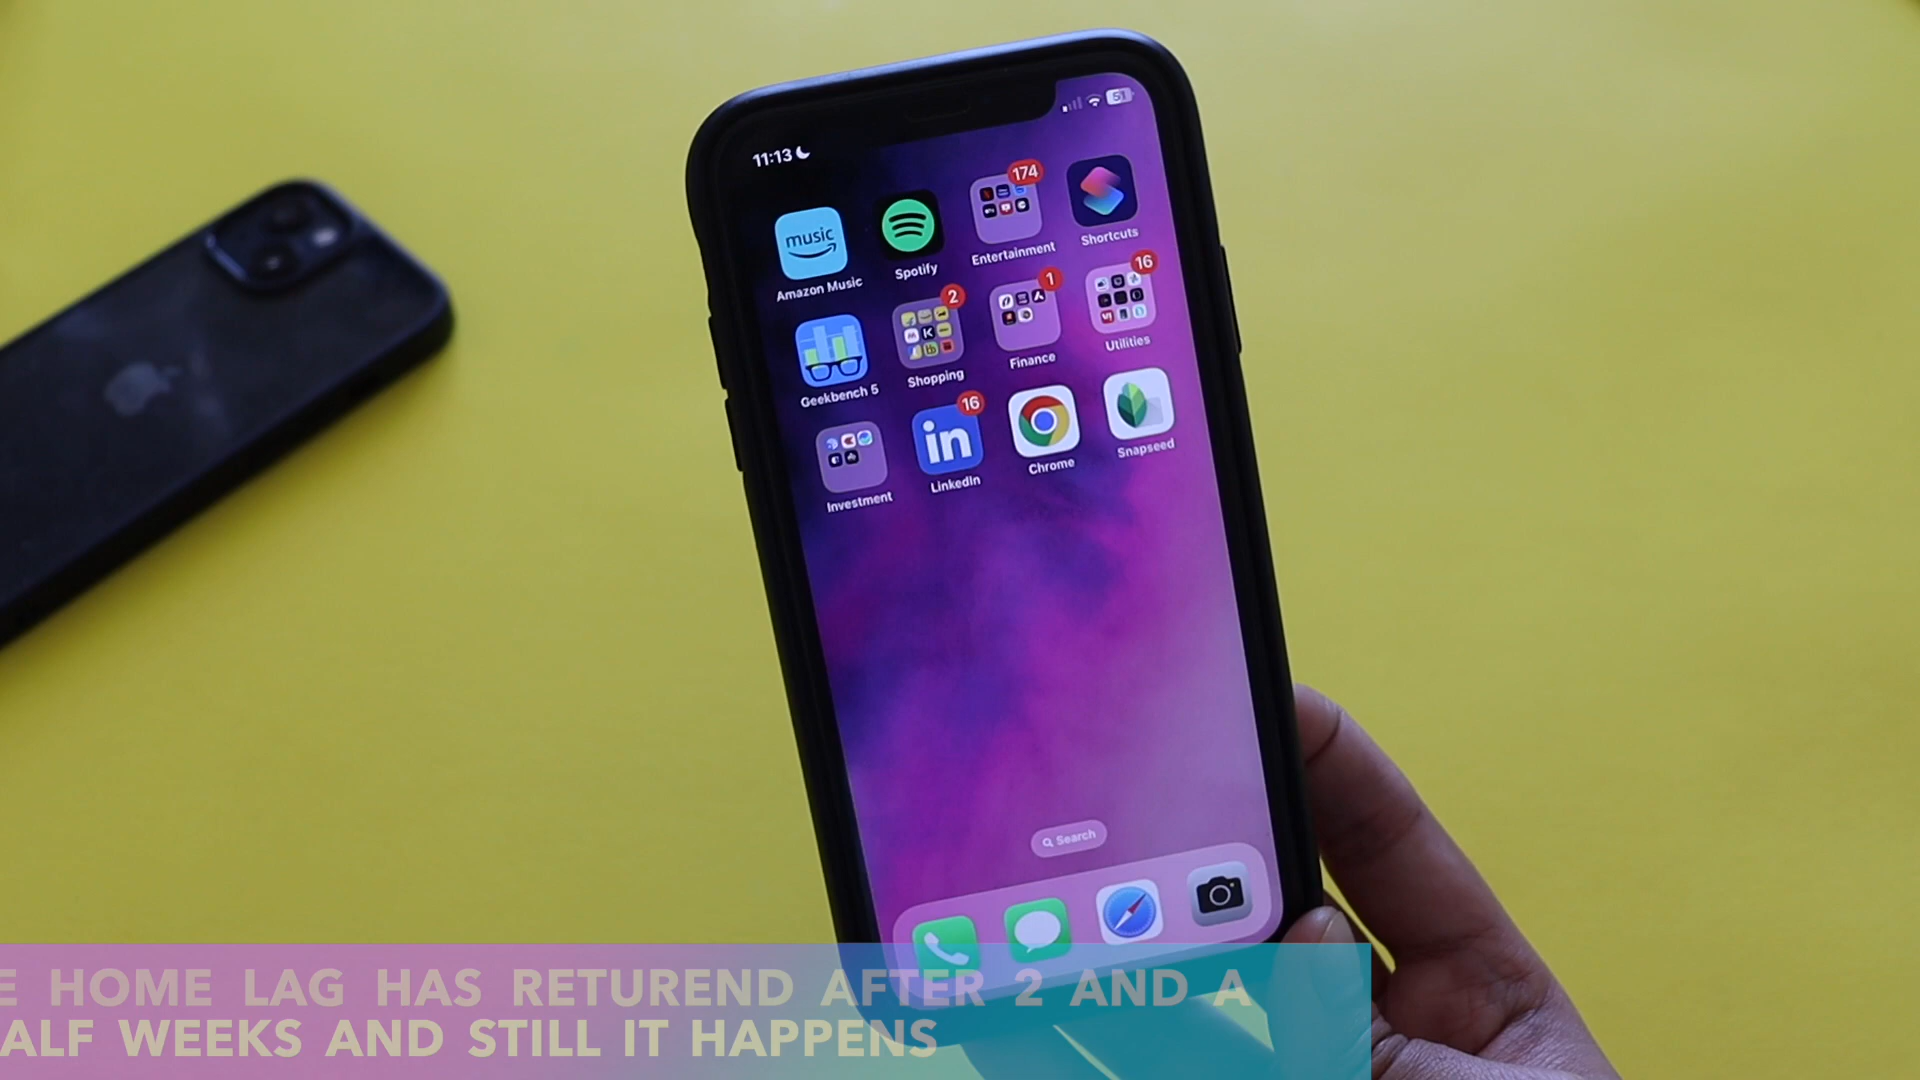 11:13
51
music
174
Amazon Music
Spotify
Entertainment
Shortcuts
2
1
16
Geekbench 5
Shopping
Finance
Utilities
16
in
Investment
LinkedIn
Chrome
Snapseed
Search
E HOME LAG HAS RETUREND AFTER 2 AND A
ALF WEEKS AND STILL IT HAPPENS